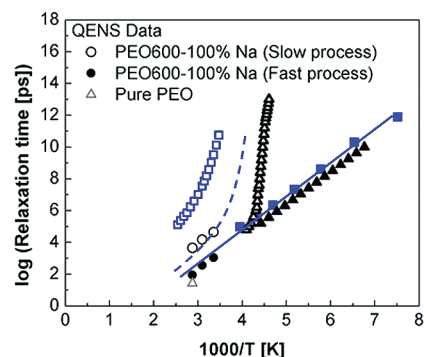 18
16
14
12
10
8
6
4
2
0
log (Relaxation time [ps])
QENS Data
PEO600-100% Na (Slow process)
PEO600-100% Na (Fast process)
Pure PEO
0 1 2 3 4 5 6 7 8
1000/T [K]